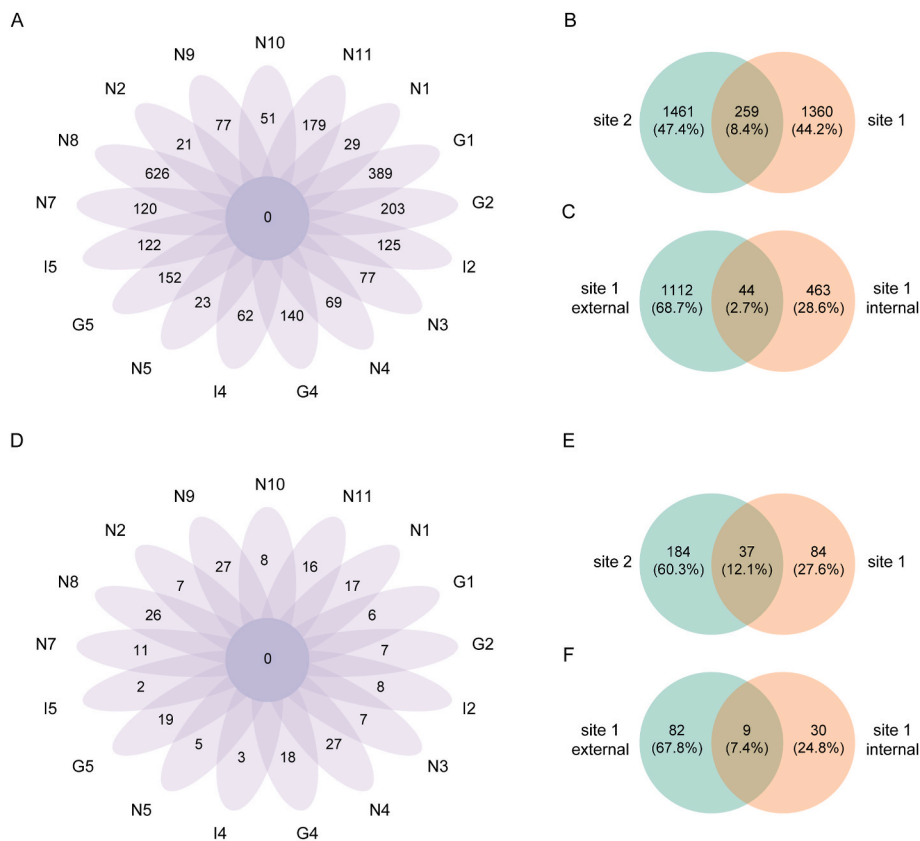 A
N10
N9
N11
N2
N1
N8
G1
N7
G2
I5
I2
G5
N3
N5
N4
I4
G4
51
77
179
21
29
626
389
120
203
0
122
125
152
77
23
69
62
140
B
site 2
1461
(47.4%)
259
(8.4%)
1360
(44.2%)
site 1
C
site 1
external
1112
(68.7%)
44
(2.7%)
463
(28.6%)
site 1
internal
D
N10
N9
N11
N2
N1
N8
G1
N7
G2
I5
I2
G5
N3
N5
N4
I4
G4
8
27
16
7
17
26
6
11
7
0
2
8
19
7
5
27
3
18
E
site 2
184
(60.3%)
37
(12.1%)
84
(27.6%)
site 1
F
site 1
external
82
(67.8%)
9
(7.4%)
30
(24.8%)
site 1
internal